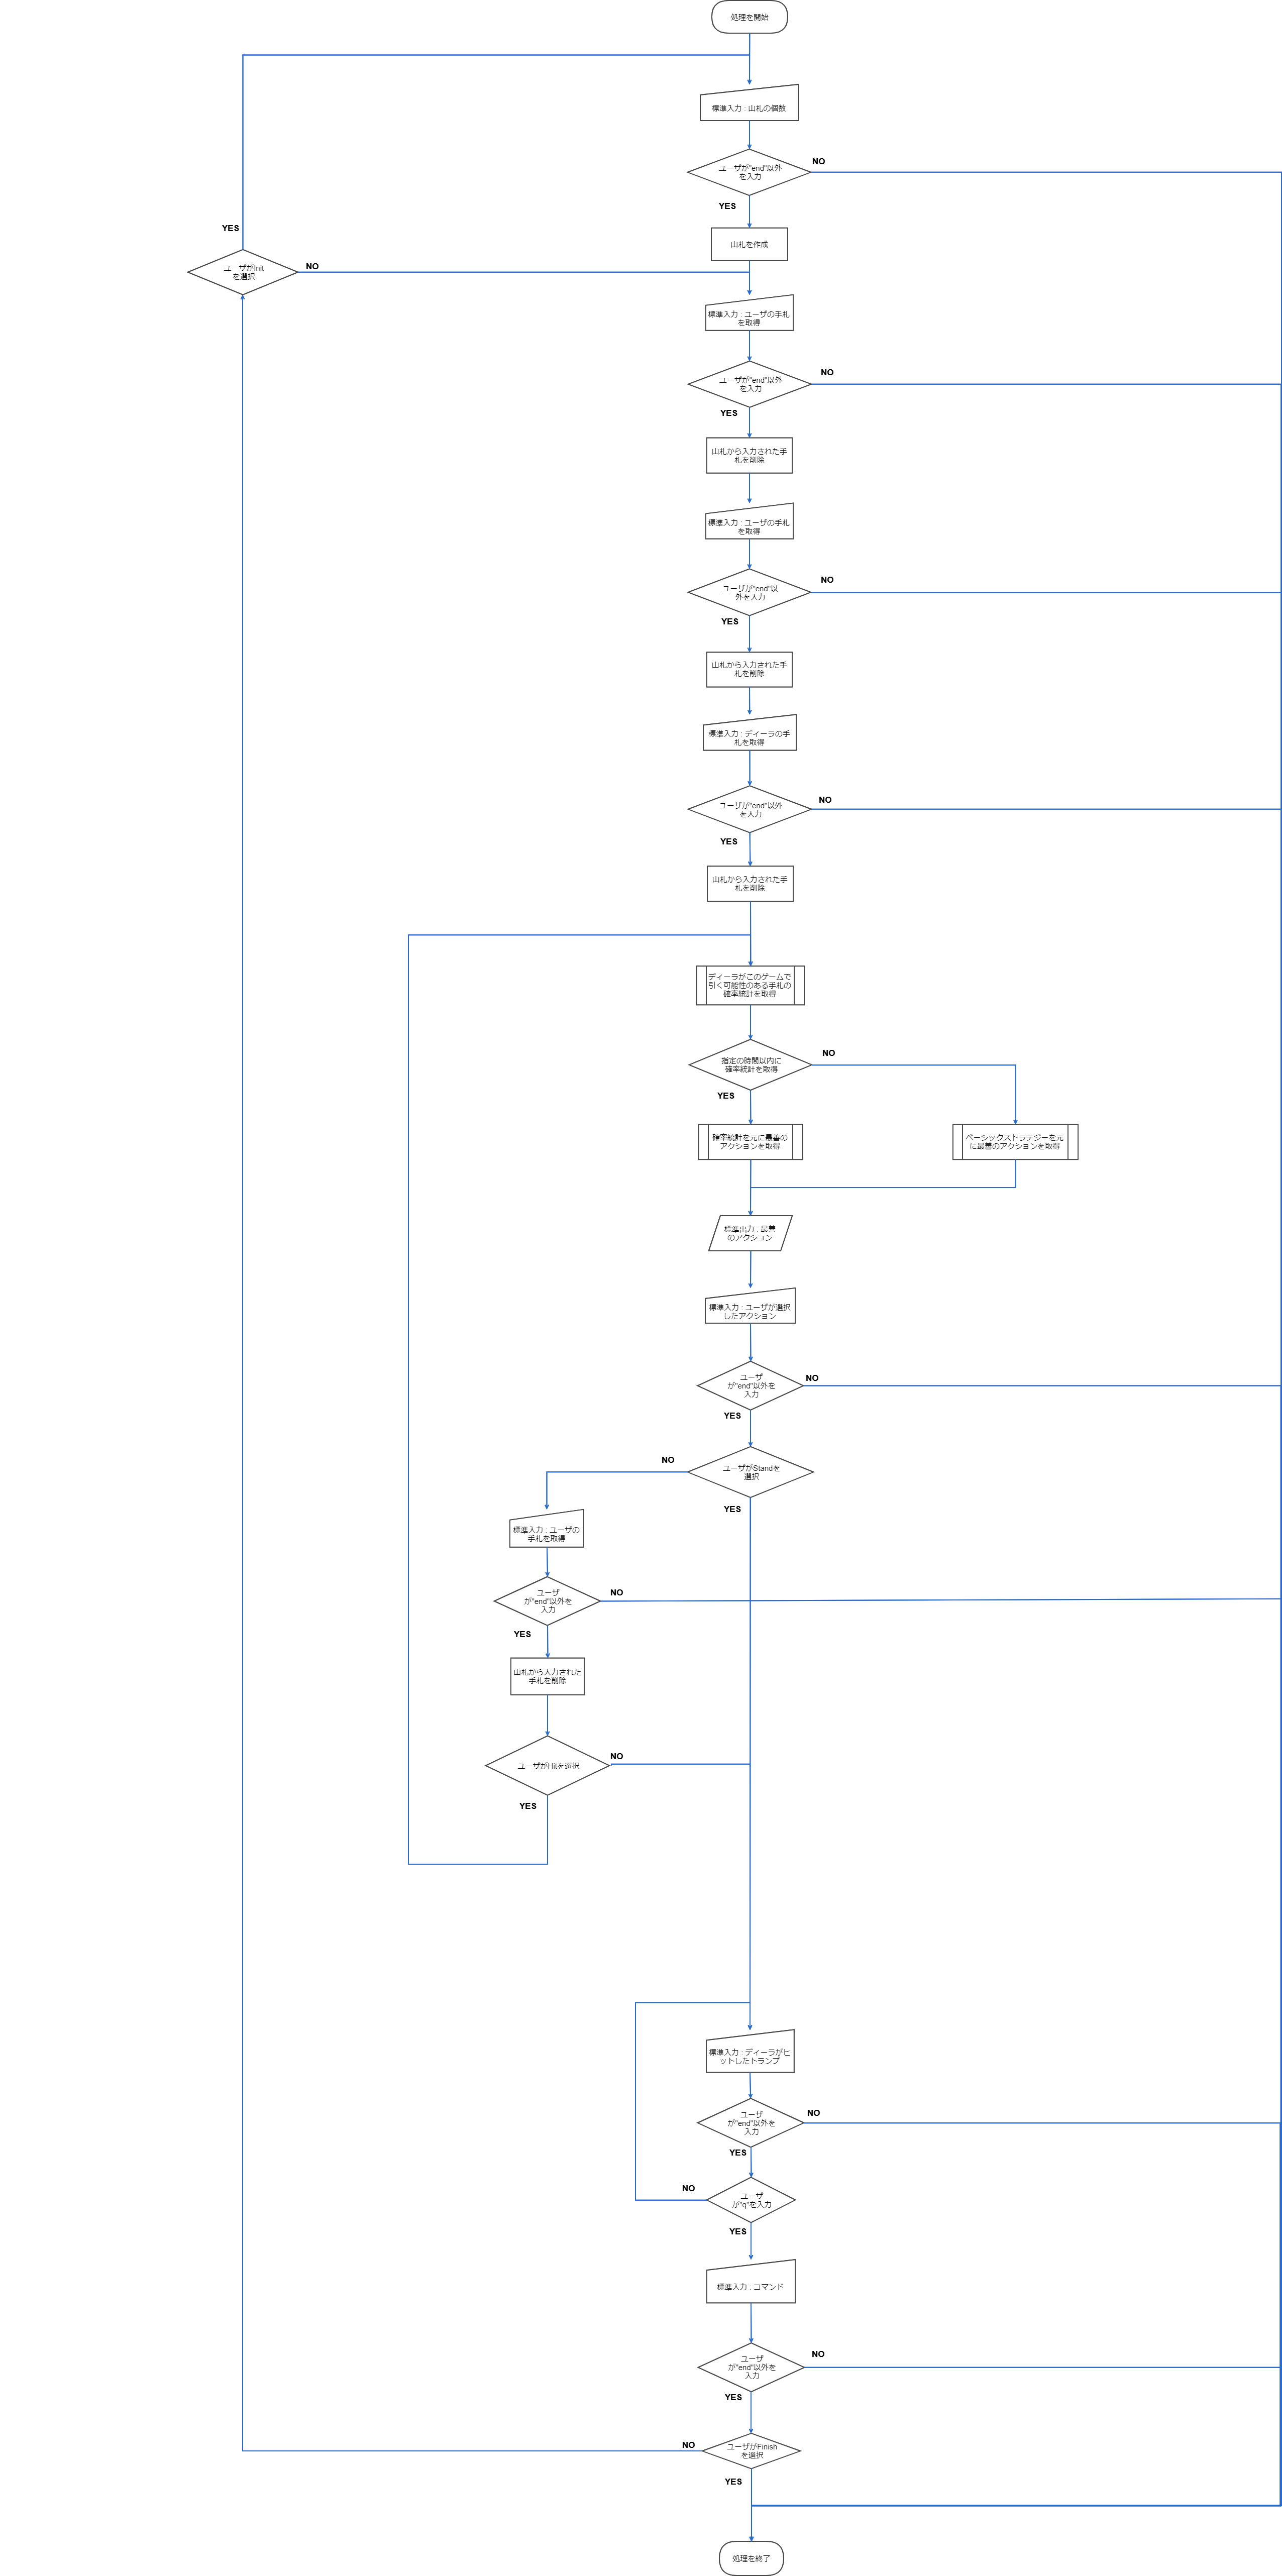 処理を開始
標準入力 : 山札の個数
ユーザが"end"以外
を入力
NO
YES
山札を作成
YES
ユーザがInit
を選択
NO
標準入力 : ユーザの手札
を取得
ユーザが"end"以外
を入力
NO
YES
山札から入力された手
札を削除
標準入力 : ユーザの手札
を取得
ユーザが"end"以
外を入力
NO
YES
山札から入力された手
札を削除
標準入力 : ディーラの手
札を取得
ユーザが"end"以外
を入力
NO
YES
山札から入力された手
札を削除
ディーラがこのゲームで
引く可能性のある手札の
確率統計を取得
指定の時間以内に
確率統計を取得
NO
YES
確率統計を元に最善の
アクションを取得
ベーシックストラテジーを元
に最善のアクションを取得
標準出力 : 最善
のアクション
標準入力 : ユーザが選択
したアクション
ユーザ
が"end"以外を
入力
NO
YES
ユーザがStandを
選択
NO
YES
標準入力 : ユーザの
手札を取得
ユーザ
が"end"以外を
入力
NO
YES
山札から入力された
手札を削除
ユーザがHitを選択
NO
YES
標準入力 : ディーラがヒ
ットしたトランプ
ユーザ
が"end"以外を
入力
NO
YES
ユーザ
が"q"を入力
NO
YES
標準入力 : コマンド
ユーザ
が"end"以外を
入力
NO
YES
ユーザがFinish
を選択
NO
YES
処理を終了